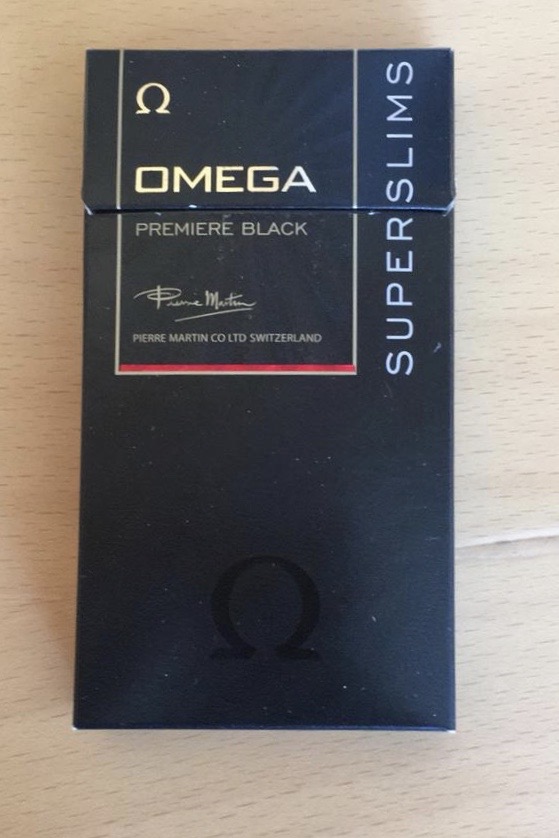 Ω
OMEGA
PREMIERE BLACK
Pierre Martin
PIERRE MARTIN CO LTD SWITZERLAND
SUPERSLIMS
Ω